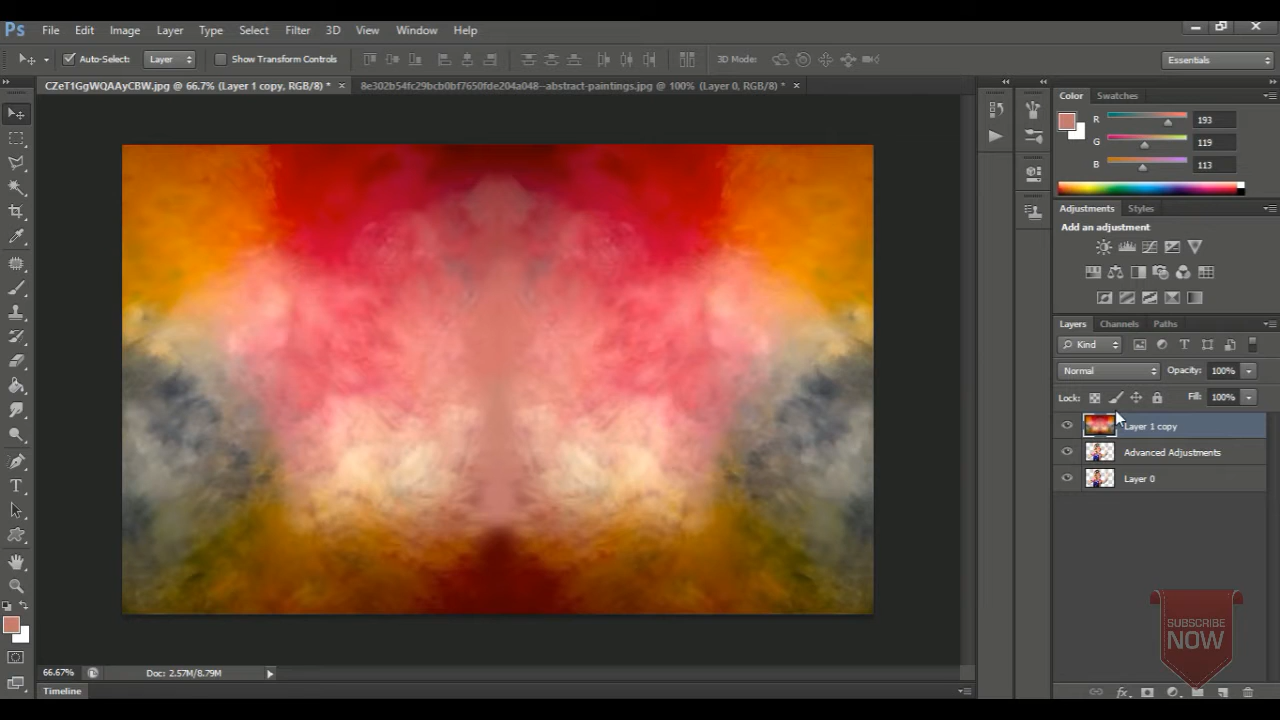 Ps File Edit Image Layer Type Select Filter 3D View Window Help
Auto-Select: Layer Show Transform Controls 3D Mode: Essentials
CZeT1GgWQAAyCBW.jpg @ 66.7% (Layer 1 copy, RGB/8) * × 8e302b54fc29bcb0bf7650fde204a048--abstract-paintings.jpg @ 100% (Layer 0, RGB/8) * ×
Color Swatches
R 193
G 119
B 113
Adjustments Styles
Add an adjustment
Layers Channels Paths
Kind
Normal Opacity: 100%
Lock: Fill: 100%
Layer 1 copy
Advanced Adjustments
Layer 0
SUBSCRIBE
NOW
66.67% Doc: 2.57M/8.79M
Timeline